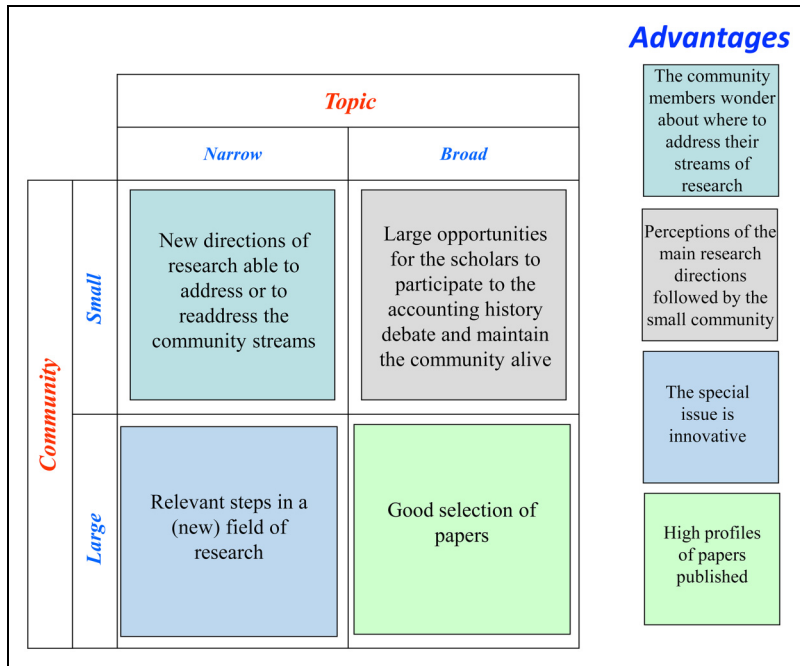 Advantages
Topic
Narrow
Broad
Community
Small
Large
New directions of
research able to
address or to
readdress the
community streams
Large opportunities
for the scholars to
participate to the
accounting history
debate and maintain
the community alive
Relevant steps in a
(new) field of
research
Good selection of
papers
The community
members wonder
about where to
address their
streams of
research
Perceptions of the
main research
directions
followed by the
small community
The special
issue is
innovative
High profiles
of papers
published